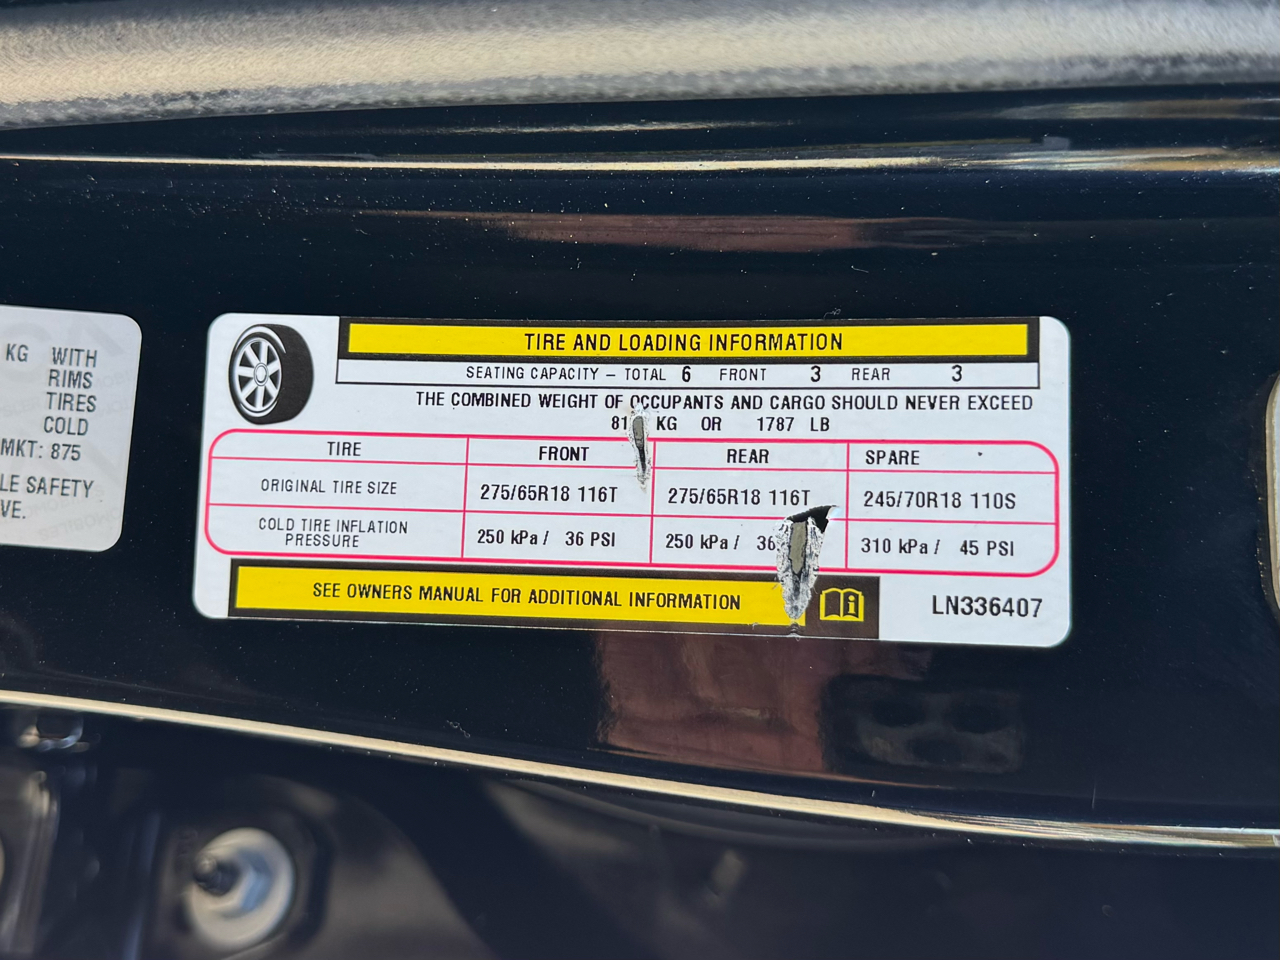 KG WITH
RIMS
TIRES
COLD
MKT: 875
LE SAFETY
VE.
TIRE AND LOADING INFORMATION
SEATING CAPACITY – TOTAL 6 FRONT 3 REAR 3
THE COMBINED WEIGHT OF OCCUPANTS AND CARGO SHOULD NEVER EXCEED
KG OR 1787 LB
TIRE FRONT REAR SPARE
ORIGINAL TIRE SIZE 275/65R18 116T 275/65R18 116T 245/70R18 110S
COLD TIRE INFLATION
PRESSURE 250 kPa / 36 PSI 250 kPa / 36 310 kPa / 45 PSI
SEE OWNERS MANUAL FOR ADDITIONAL INFORMATION
LN336407